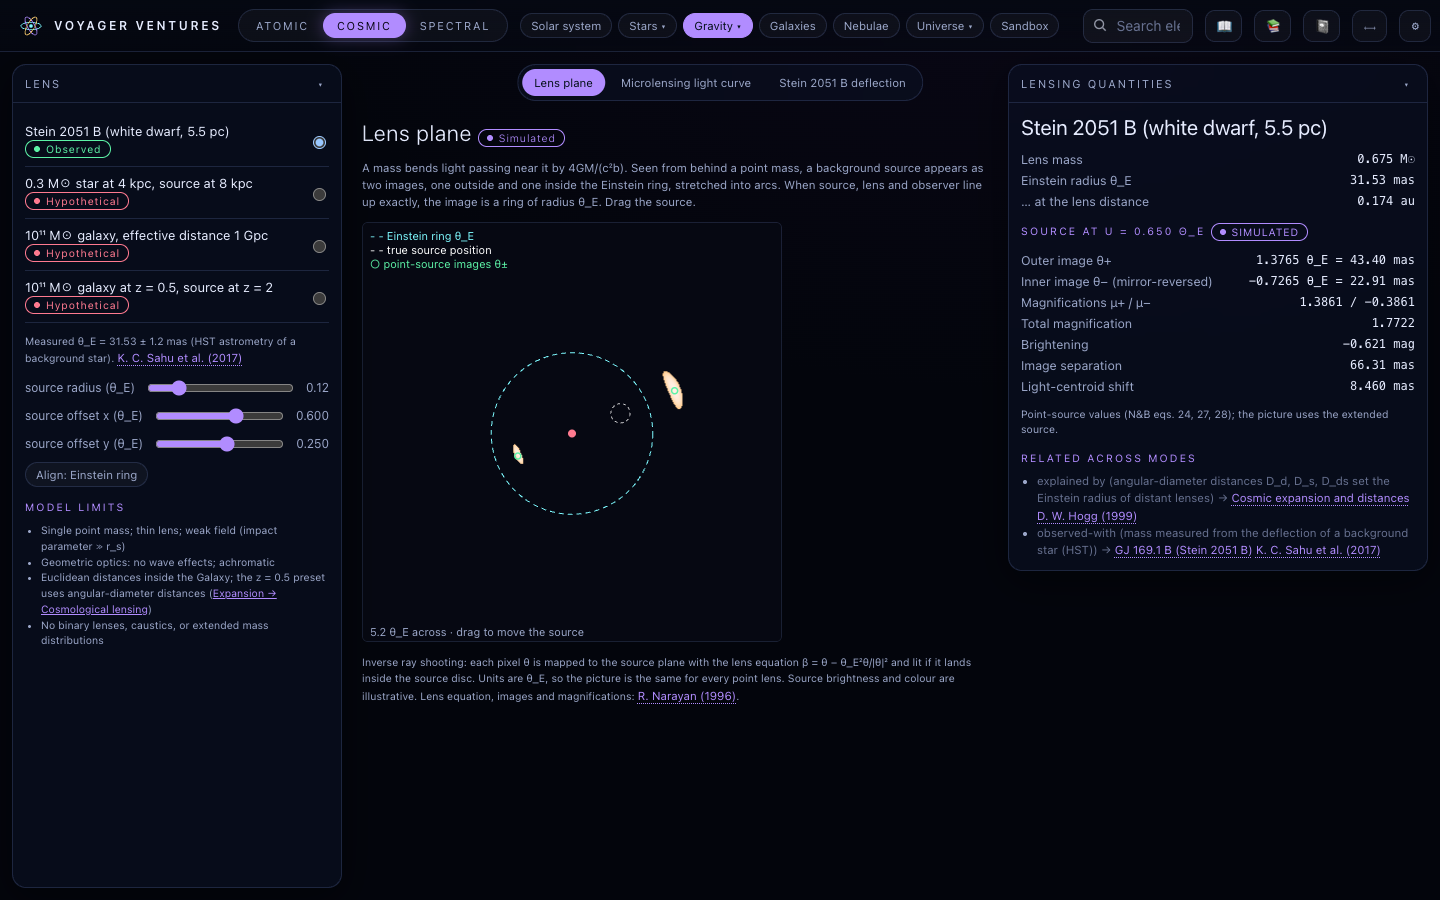 VOYAGER VENTURES
ATOMIC
COSMIC
SPECTRAL
Solar system
Stars ▾
Gravity ▾
Galaxies
Nebulae
Universe ▾
Sandbox
Search ele
LENS
Stein 2051 B (white dwarf, 5.5 pc)
Observed
0.3 M☉ star at 4 kpc, source at 8 kpc
Hypothetical
10¹¹ M☉ galaxy, effective distance 1 Gpc
Hypothetical
10¹¹ M☉ galaxy at z = 0.5, source at z = 2
Hypothetical
Measured θ_E = 31.53 ± 1.2 mas (HST astrometry of a
background star). K. C. Sahu et al. (2017)
source radius (θ_E) 0.12
source offset x (θ_E) 0.600
source offset y (θ_E) 0.250
Align: Einstein ring
MODEL LIMITS
• Single point mass; thin lens; weak field (impact
parameter ≫ r_s)
• Geometric optics: no wave effects; achromatic
• Euclidean distances inside the Galaxy; the z = 0.5 preset
uses angular-diameter distances (Expansion →
Cosmological lensing)
• No binary lenses, caustics, or extended mass
distributions
Lens plane
Microlensing light curve
Stein 2051 B deflection
Lens plane
Simulated
A mass bends light passing near it by 4GM/(c²b). Seen from behind a point mass, a background source appears as
two images, one outside and one inside the Einstein ring, stretched into arcs. When source, lens and observer line
up exactly, the image is a ring of radius θ_E. Drag the source.
- - Einstein ring θ_E
- - true source position
○ point-source images θ±
5.2 θ_E across · drag to move the source
Inverse ray shooting: each pixel θ is mapped to the source plane with the lens equation β = θ − θ_E²θ/|θ|² and lit if it lands
inside the source disc. Units are θ_E, so the picture is the same for every point lens. Source brightness and colour are
illustrative. Lens equation, images and magnifications: R. Narayan (1996).
LENSING QUANTITIES
Stein 2051 B (white dwarf, 5.5 pc)
Lens mass 0.675 M☉
Einstein radius θ_E 31.53 mas
… at the lens distance 0.174 au
SOURCE AT U = 0.650 Θ_E SIMULATED
Outer image θ+ 1.3765 θ_E = 43.40 mas
Inner image θ− (mirror-reversed) −0.7265 θ_E = 22.91 mas
Magnifications μ+ / μ− 1.3861 / −0.3861
Total magnification 1.7722
Brightening −0.621 mag
Image separation 66.31 mas
Light-centroid shift 8.460 mas
Point-source values (N&B eqs. 24, 27, 28); the picture uses the extended
source.
RELATED ACROSS MODES
• explained by (angular-diameter distances D_d, D_s, D_ds set the
Einstein radius of distant lenses) → Cosmic expansion and distances
D. W. Hogg (1999)
• observed-with (mass measured from the deflection of a background
star (HST)) → GJ 169.1 B (Stein 2051 B) K. C. Sahu et al. (2017)